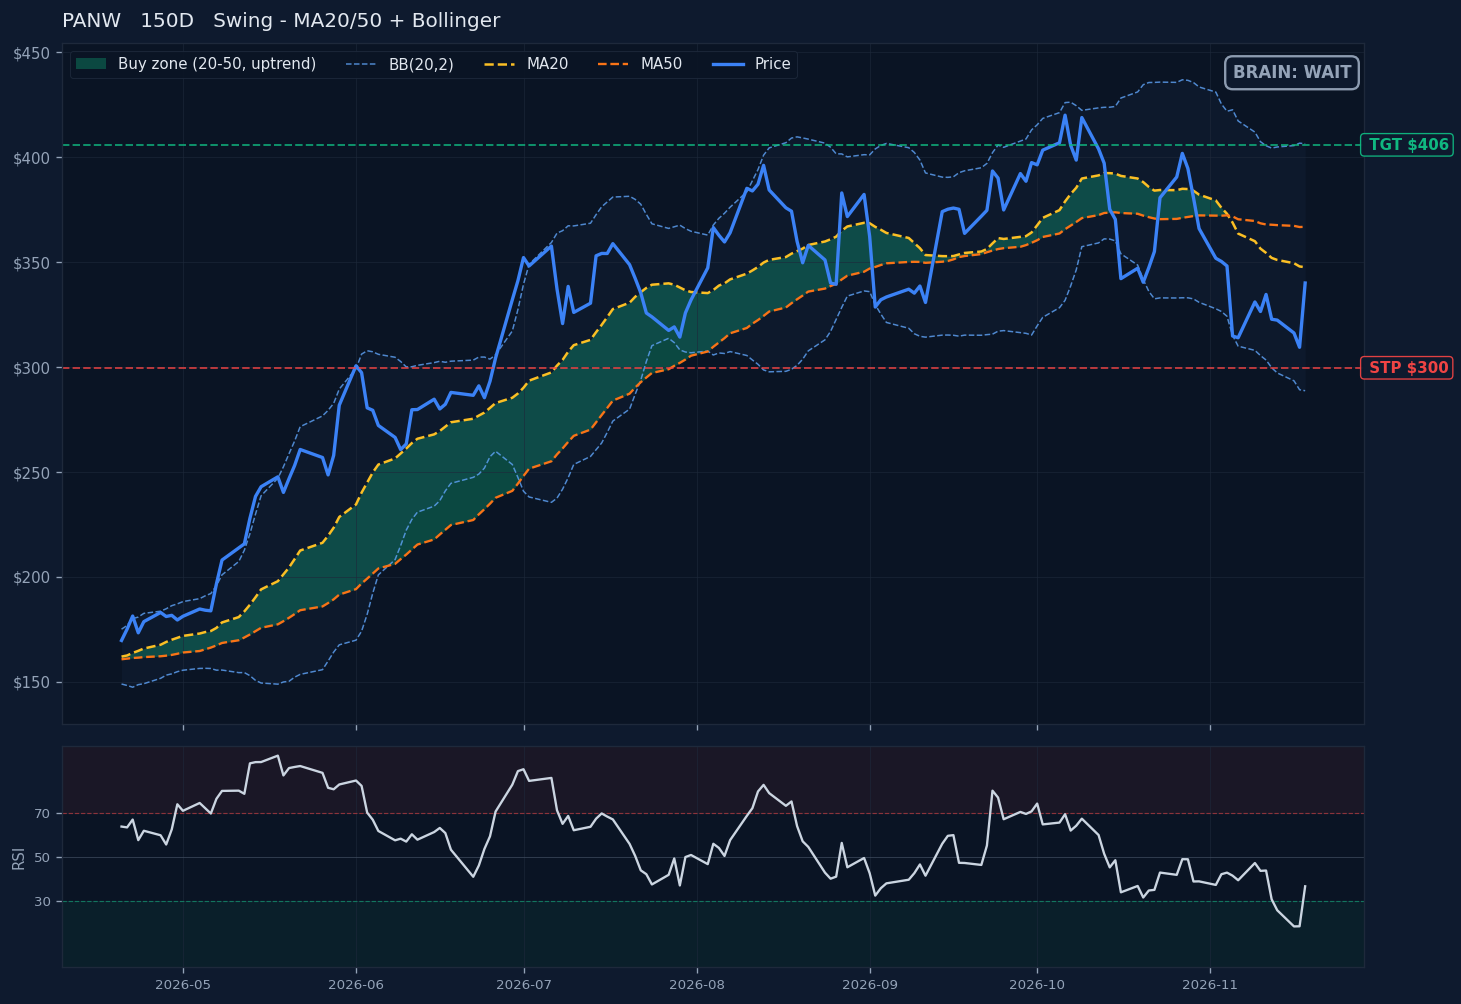 PANW   150D   Swing - MA20/50 + Bollinger
Buy zone (20-50, uptrend)
BB(20,2)
MA20
MA50
Price
BRAIN: WAIT
$450
$400
$350
$300
$250
$200
$150
TGT $406
STP $300
RSI
70
50
30
2026-05
2026-06
2026-07
2026-08
2026-09
2026-10
2026-11